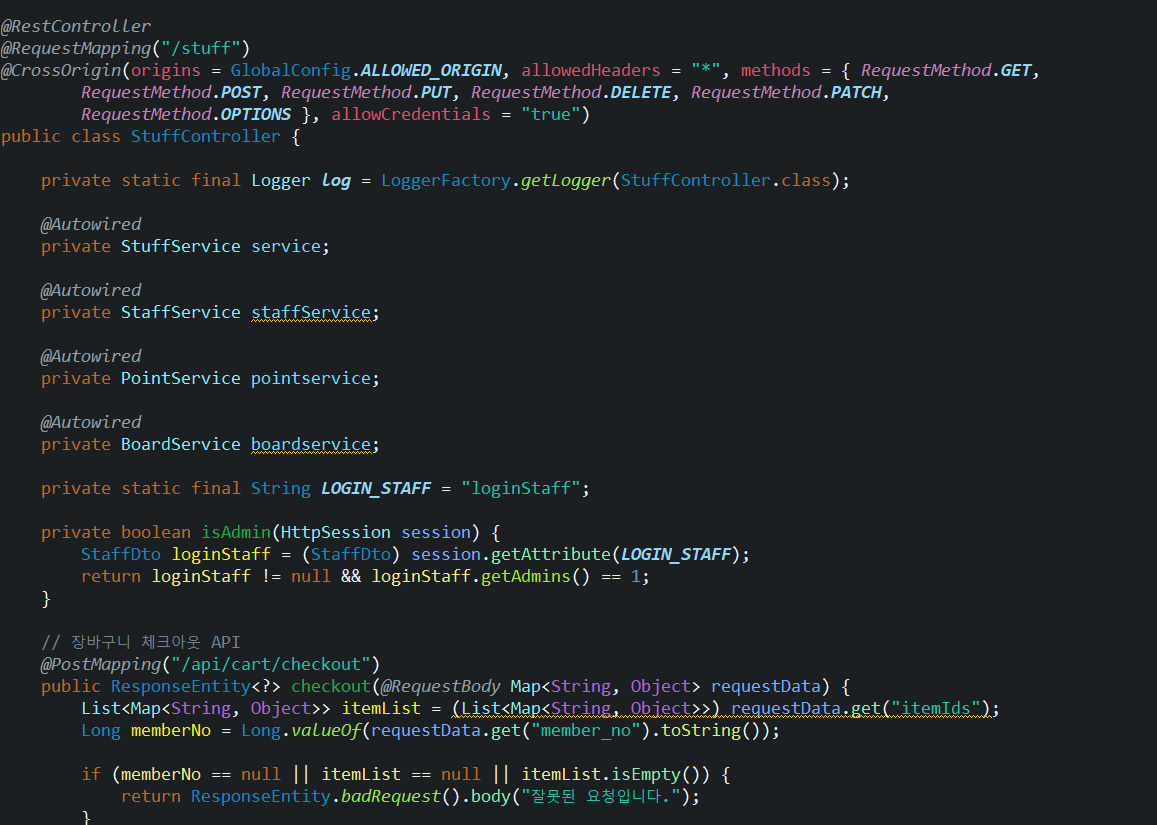 @RestController
@RequestMapping("/stuff")
@CrossOrigin(origins = GlobalConfig.ALLOWED_ORIGIN, allowedHeaders = "*", methods = { RequestMethod.GET,
        RequestMethod.POST, RequestMethod.PUT, RequestMethod.DELETE, RequestMethod.PATCH,
        RequestMethod.OPTIONS }, allowCredentials = "true")
public class StuffController {
    private static final Logger log = LoggerFactory.getLogger(StuffController.class);
    @Autowired
    private StuffService service;
    @Autowired
    private StaffService staffService;
    @Autowired
    private PointService pointservice;
    @Autowired
    private BoardService boardservice;
    private static final String LOGIN_STAFF = "loginStaff";
    private boolean isAdmin(HttpSession session) {
        StaffDto loginStaff = (StaffDto) session.getAttribute(LOGIN_STAFF);
        return loginStaff != null && loginStaff.getAdmins() == 1;
    }
    // 장바구니 체크아웃 API
    @PostMapping("/api/cart/checkout")
    public ResponseEntity<?> checkout(@RequestBody Map<String, Object> requestData) {
        List<Map<String, Object>> itemList = (List<Map<String, Object>>) requestData.get("itemIds");
        Long memberNo = Long.valueOf(requestData.get("member_no").toString());
        if (memberNo == null || itemList == null || itemList.isEmpty()) {
            return ResponseEntity.badRequest().body("잘못된 요청입니다.");
        }